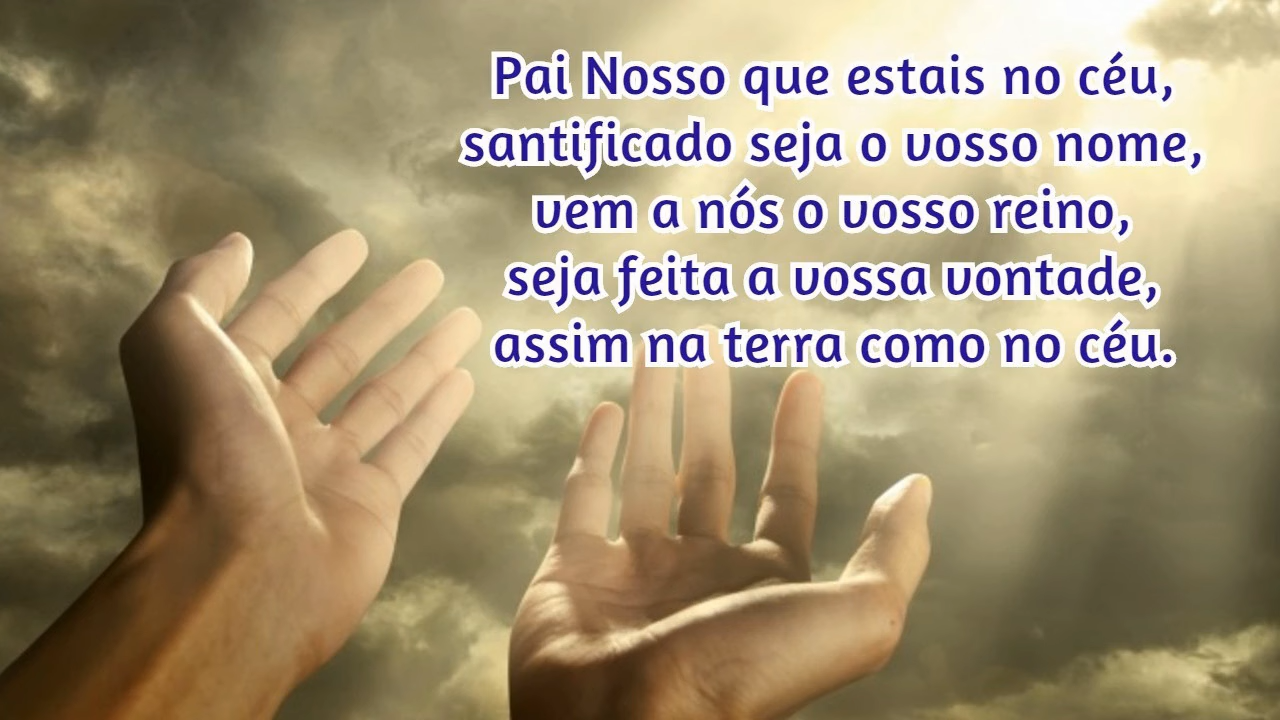 Pai Nosso que estais no céu,
santificado seja o vosso nome,
vem a nós o vosso reino,
seja feita a vossa vontade,
assim na terra como no céu.